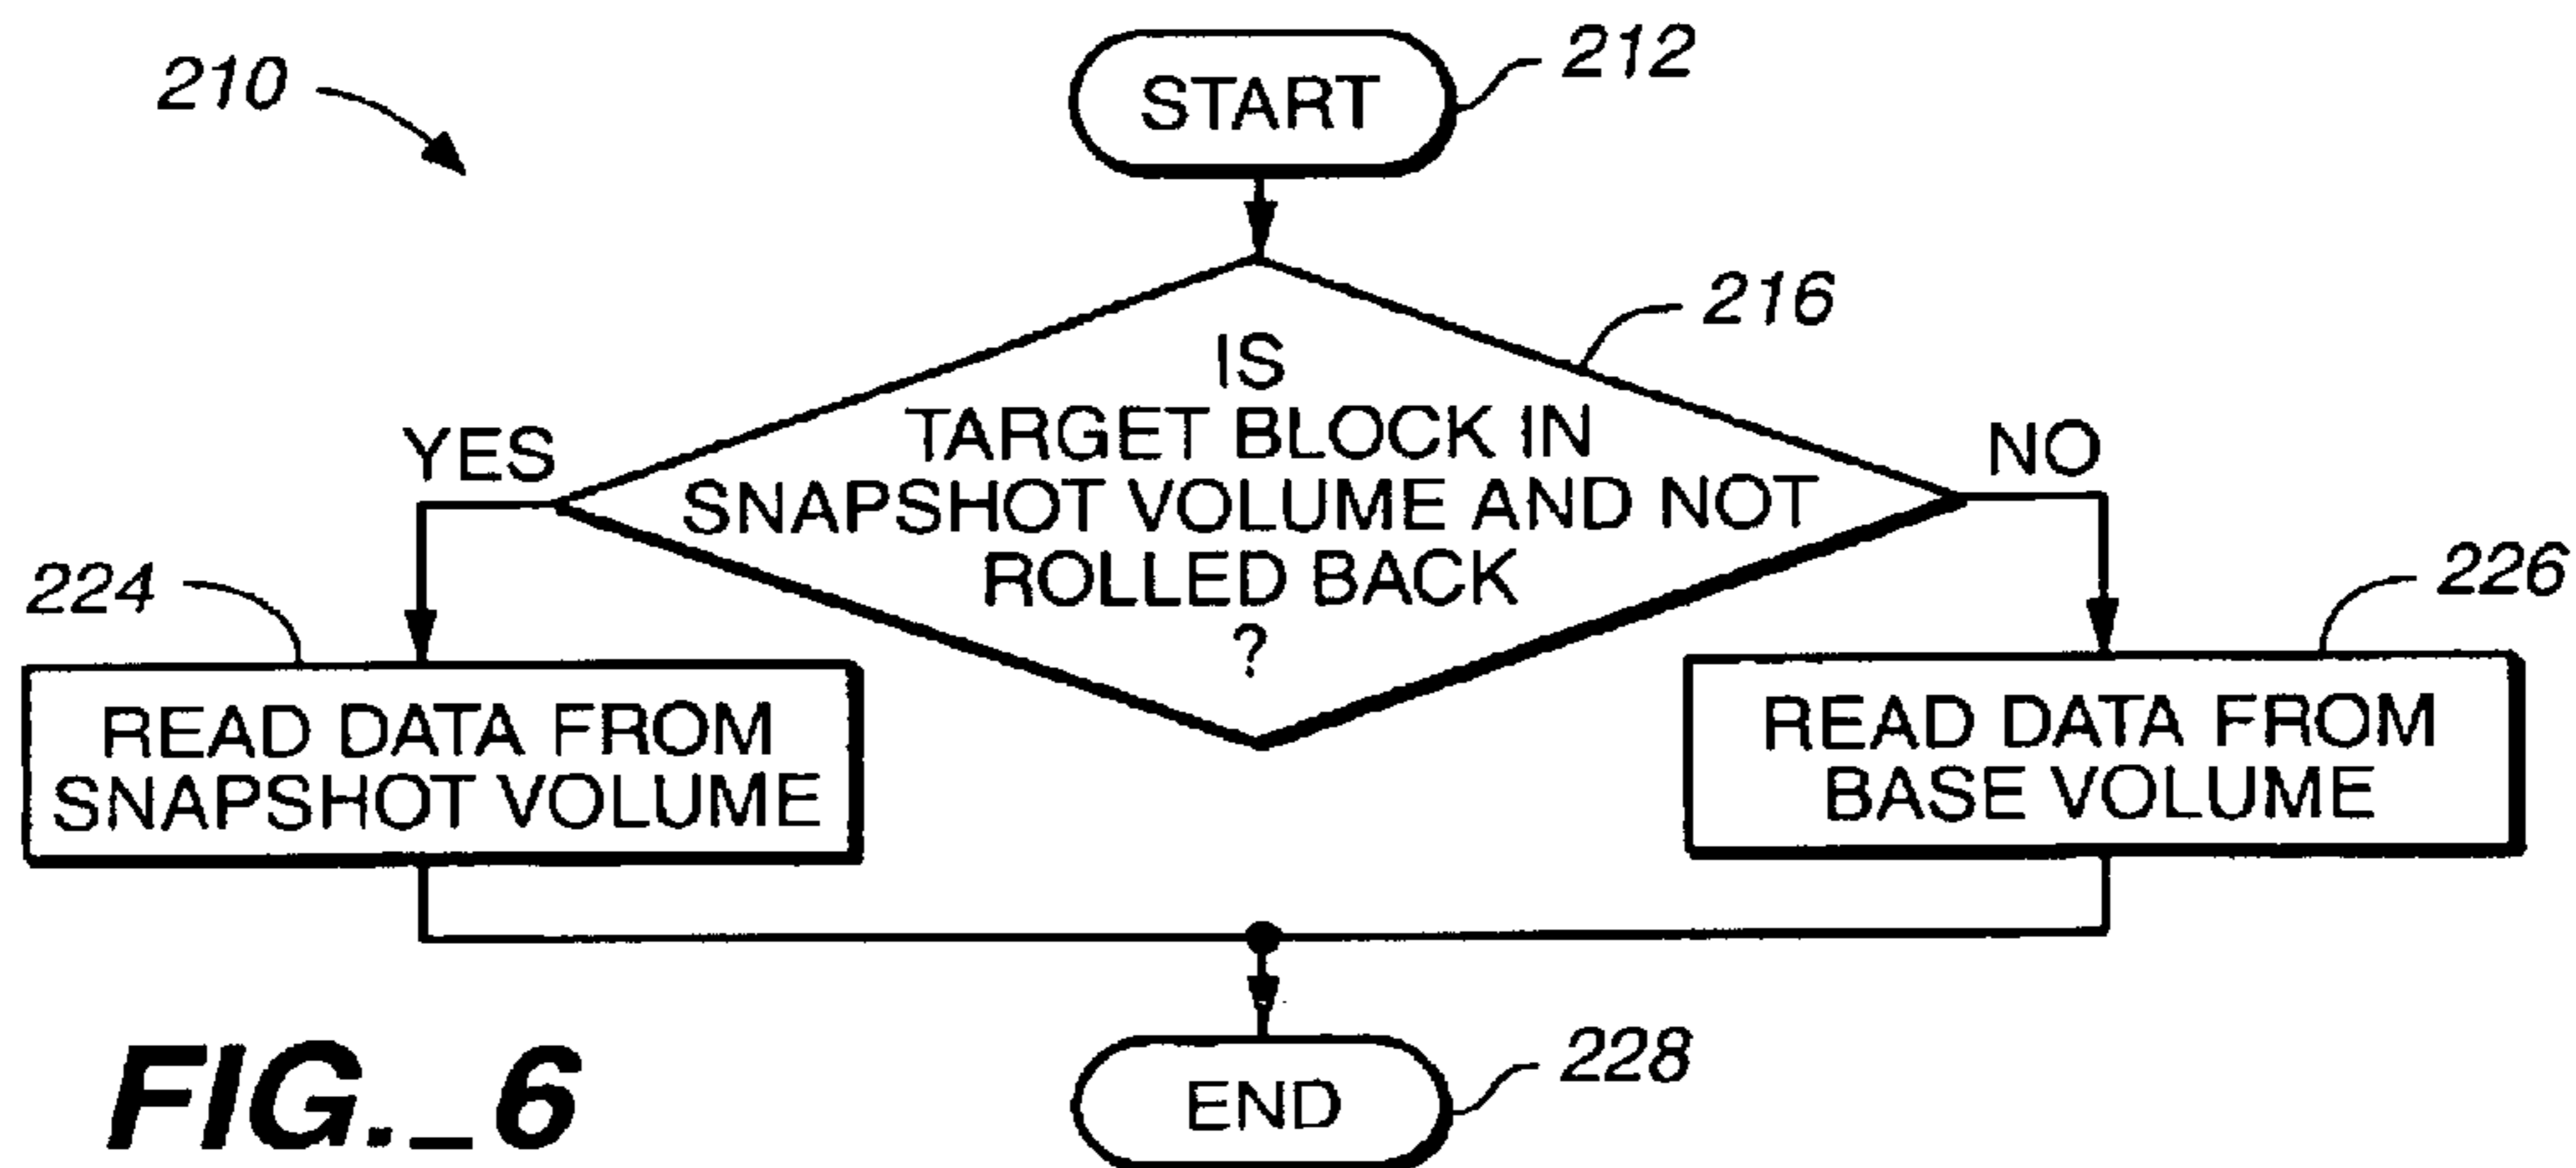 210
START
212
IS
TARGET BLOCK IN
SNAPSHOT VOLUME AND NOT
ROLLED BACK
?
216
YES
NO
224
READ DATA FROM
SNAPSHOT VOLUME
226
READ DATA FROM
BASE VOLUME
END
228
FIG._6